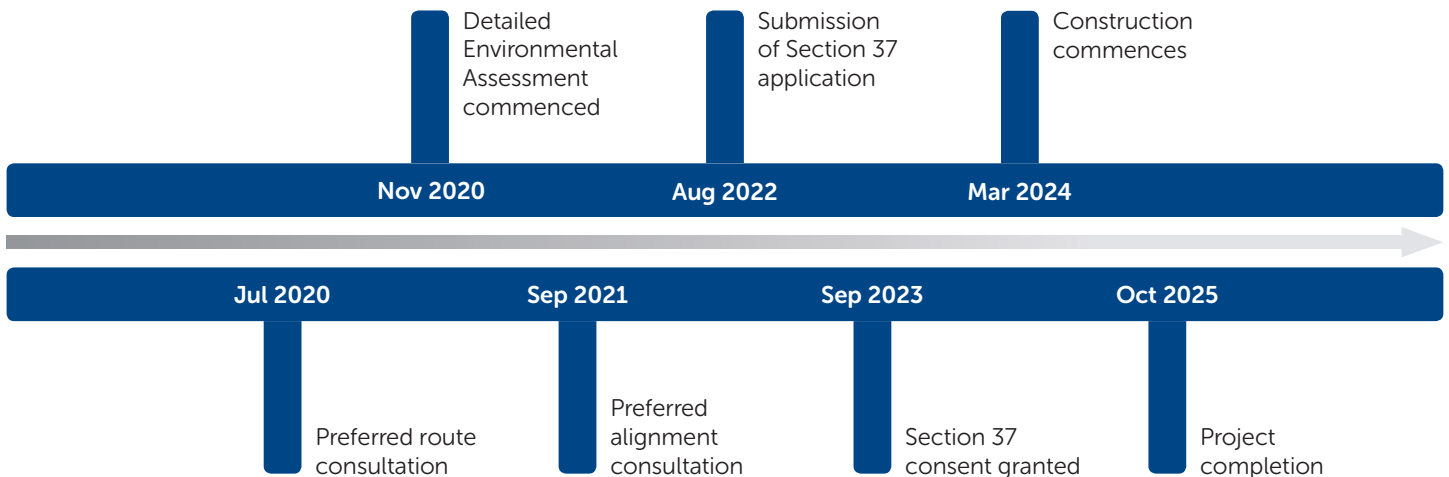 Detailed
Environmental
Assessment
commenced
Submission
of Section 37
application
Construction
commences
Nov 2020
Aug 2022
Mar 2024
Jul 2020
Sep 2021
Sep 2023
Oct 2025
Preferred route
consultation
Preferred
alignment
consultation
Section 37
consent granted
Project
completion